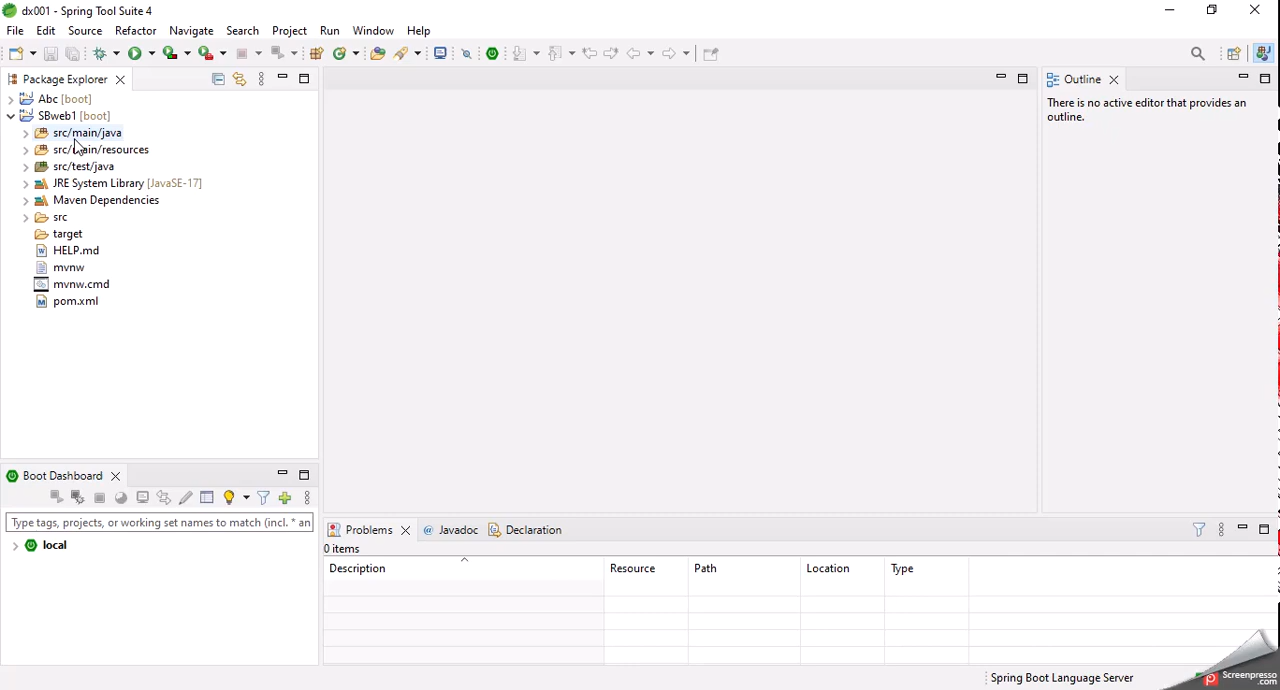 dx001 - Spring Tool Suite 4
File Edit Source Refactor Navigate Search Project Run Window Help
Package Explorer
Abc [boot]
SBweb1 [boot]
src/main/java
src/main/resources
src/test/java
JRE System Library [JavaSE-17]
Maven Dependencies
src
target
HELP.md
mvnw
mvnw.cmd
pom.xml
Outline
There is no active editor that provides an
outline.
Boot Dashboard
Type tags, projects, or working set names to match (incl. * an
local
Problems @ Javadoc Declaration
0 items
Description Resource Path Location Type
Spring Boot Language Server
Screenpresso
.com